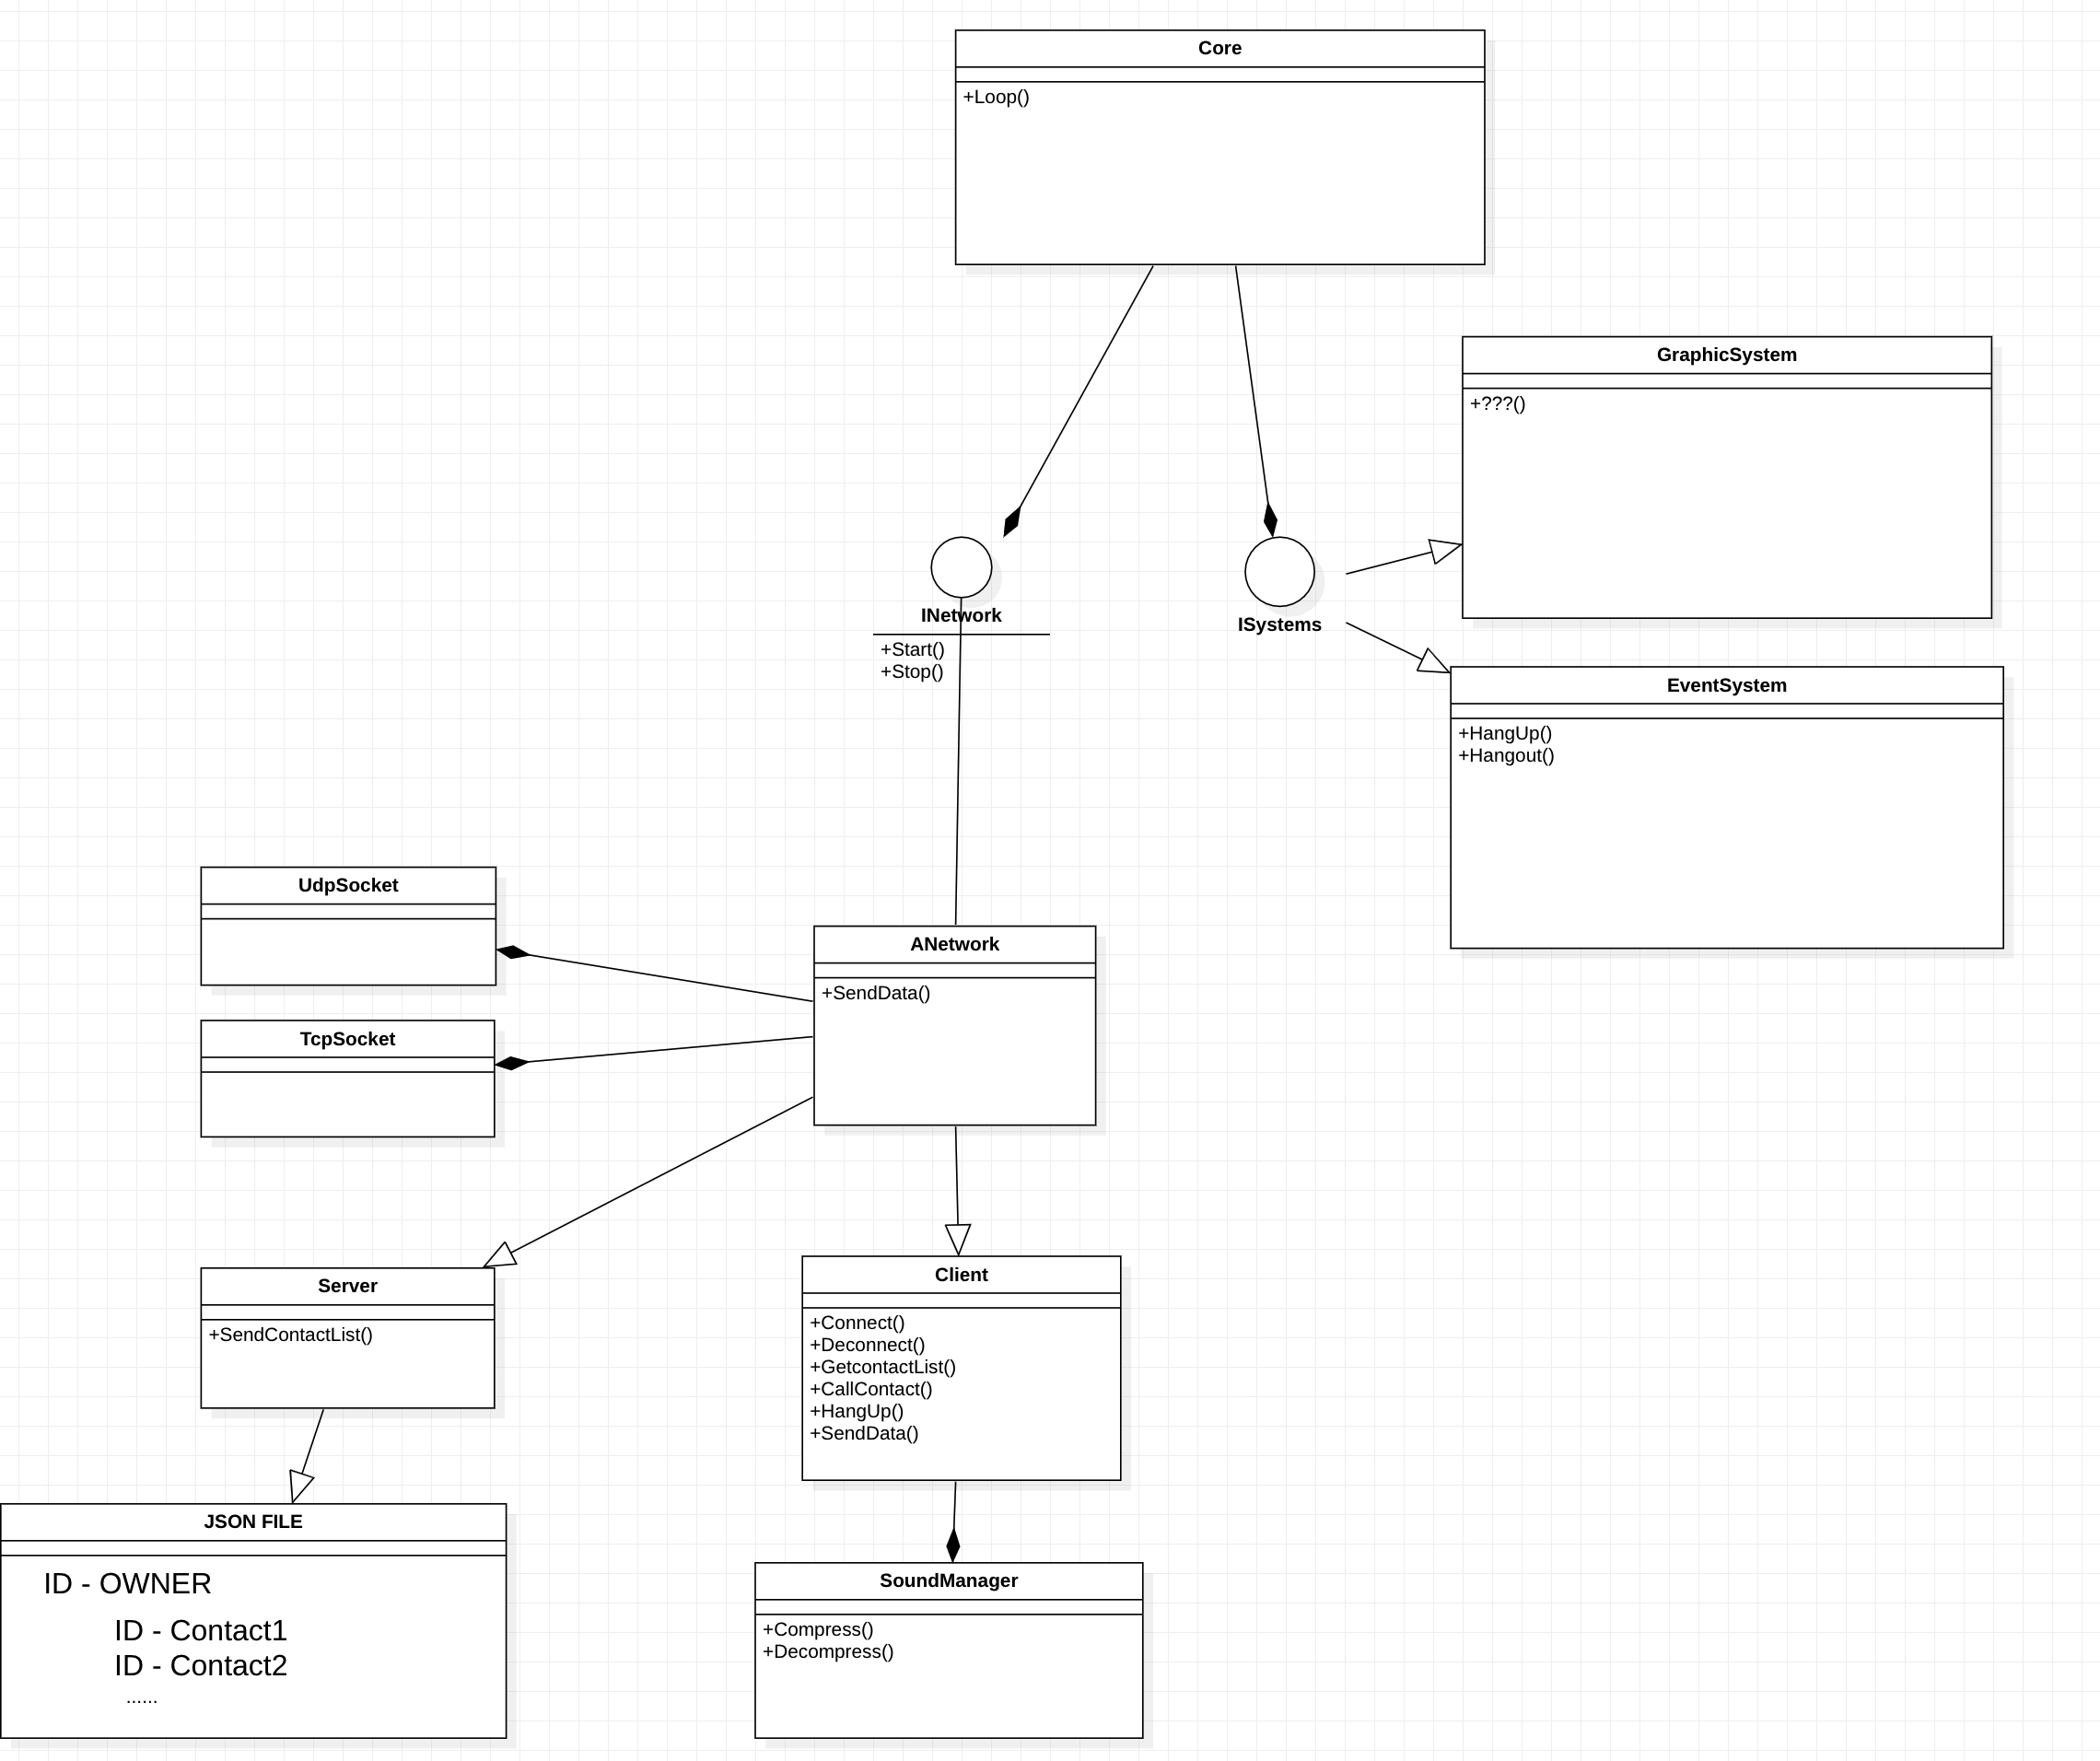 Core
+Loop()
GraphicSystem
+???()
INetwork
+Start()
+Stop()
ISystems
EventSystem
+HangUp()
+Hangout()
UdpSocket
ANetwork
+SendData()
TcpSocket
Server
+SendContactList()
Client
+Connect()
+Deconnect()
+GetcontactList()
+CallContact()
+HangUp()
+SendData()
JSON FILE
ID - OWNER
ID - Contact1
ID - Contact2
......
SoundManager
+Compress()
+Decompress()